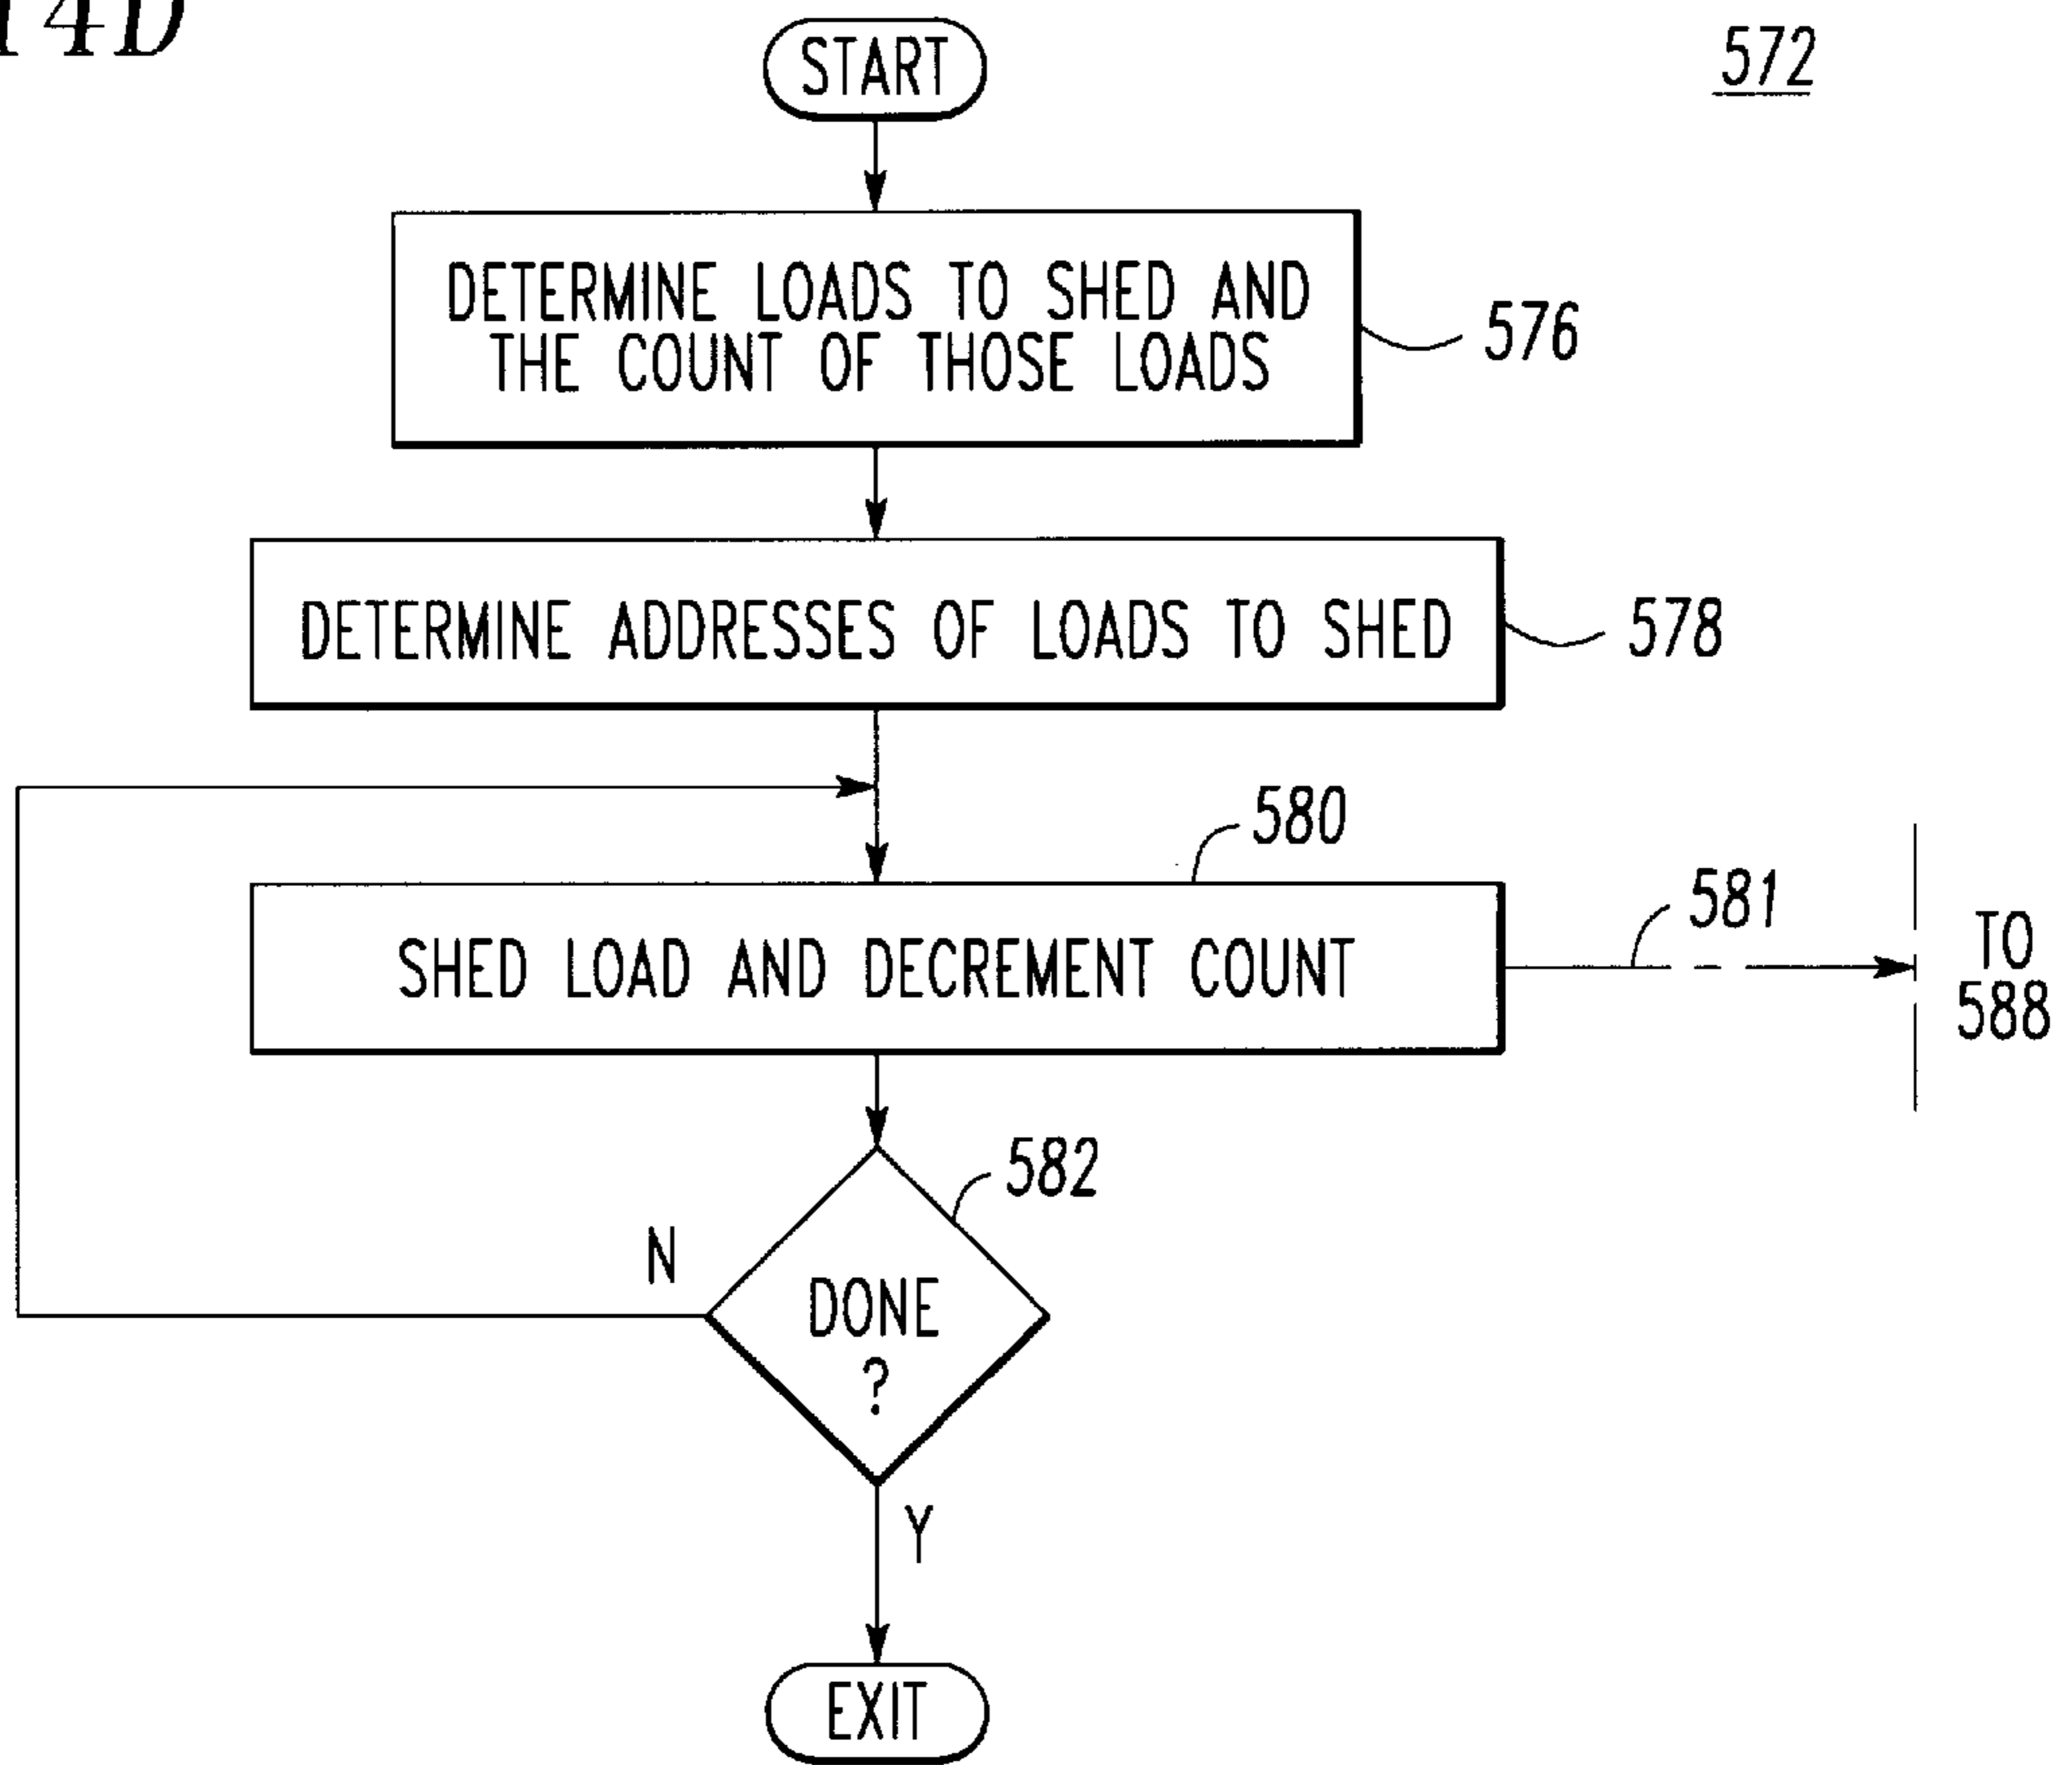 14D
START
572
DETERMINE LOADS TO SHED AND
THE COUNT OF THOSE LOADS
576
DETERMINE ADDRESSES OF LOADS TO SHED
578
580
SHED LOAD AND DECREMENT COUNT
581
TO
588
582
N
DONE
?
Y
EXIT